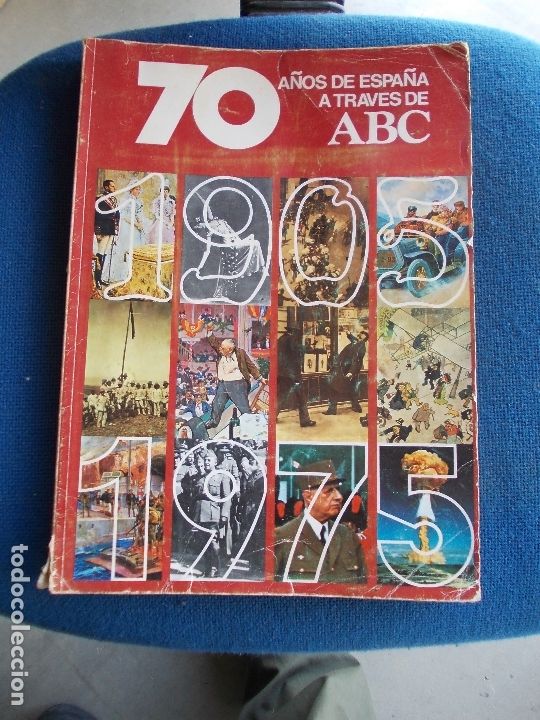 70
AÑOS DE ESPAÑA
A TRAVES DE
ABC
1905
1975
todocoleccion